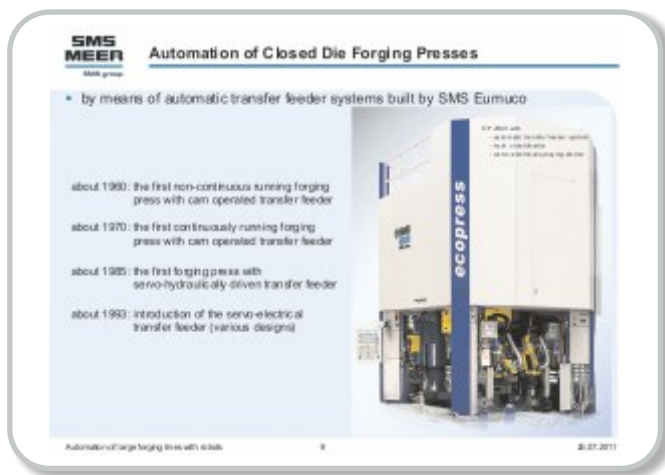 SMS
MEER
SMS group
Automation of Closed Die Forging Presses
by means of automatic transfer feeder systems built by SMS Eumuco
about 1960: the first non-continuous running forging
press with cam operated transfer feeder
about 1970: the first continuously running forging
press with cam operated transfer feeder
about 1985: the first forging press with
servo-hydraulically driven transfer feeder
about 1993: introduction of the servo-electrical
transfer feeder (various designs)
ecopress
Automation of large forging lines with robots
26.07.2011